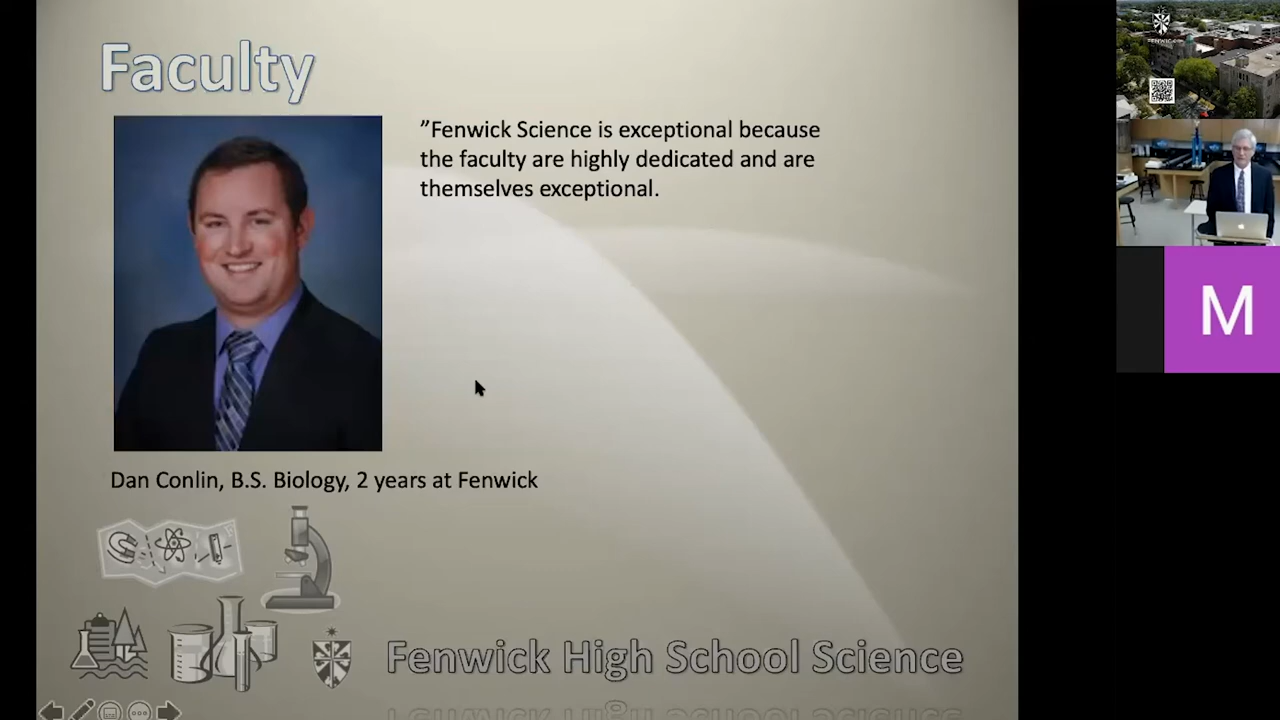 Faculty
”Fenwick Science is exceptional because
the faculty are highly dedicated and are
themselves exceptional.
Dan Conlin, B.S. Biology, 2 years at Fenwick
Fenwick High School Science
FENWICK
M